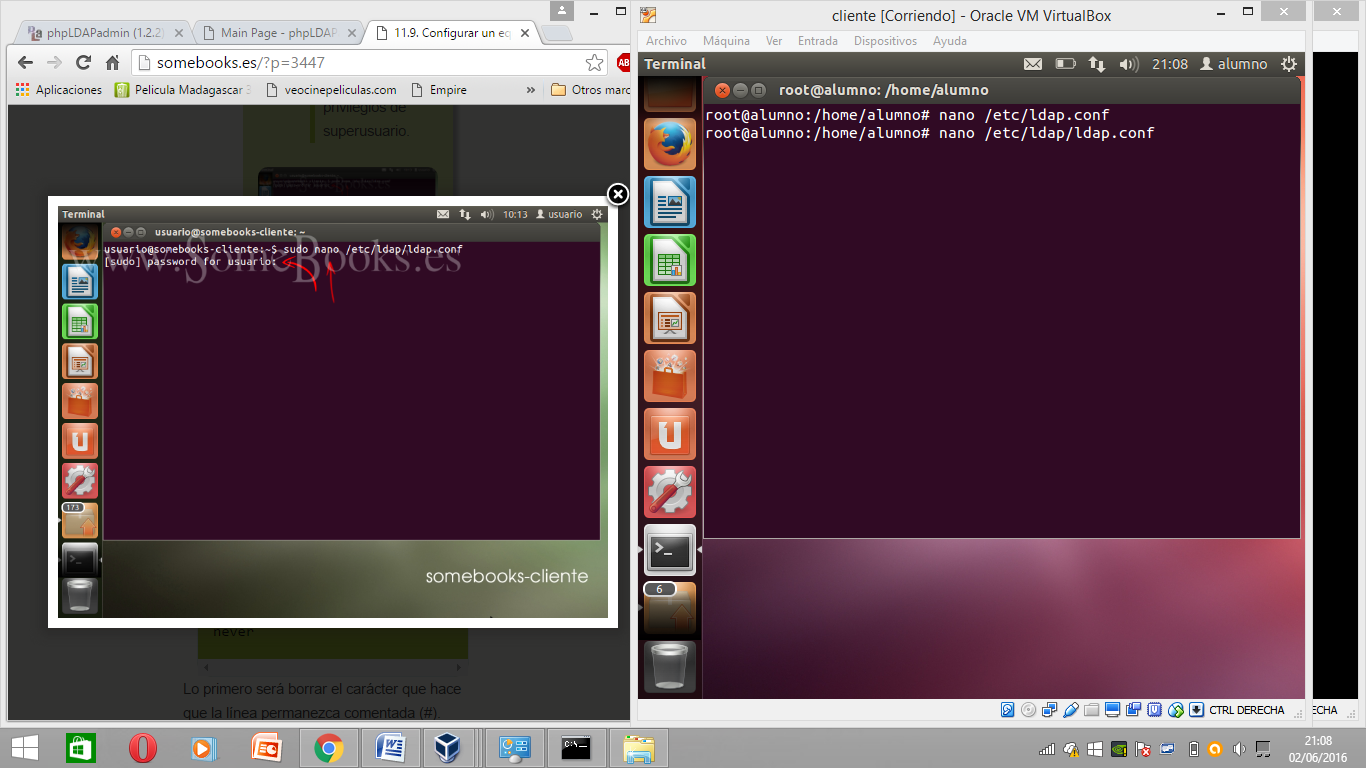 phpLDAPadmin (1.2.2)
Main Page - phpLDAP
11.9. Configurar un eq
somebooks.es/?p=3447
AB
Aplicaciones
Pelicula Madagascar
veocinepeliculas.com
Empire
»
Otros marc
privilegios de
superusuario.
Terminal
10:13
usuario
usuario@somebooks-cliente: ~
usuario@somebooks-cliente:~$ sudo nano /etc/ldap/ldap.conf
[sudo] password for usuario:
www.SomeBooks.es
173
somebooks-cliente
never
Lo primero será borrar el carácter que hace
que la línea permanezca comentada (#).
cliente [Corriendo] - Oracle VM VirtualBox
Archivo Máquina Ver Entrada Dispositivos Ayuda
Terminal
21:08
alumno
root@alumno: /home/alumno
root@alumno:/home/alumno# nano /etc/ldap.conf
root@alumno:/home/alumno# nano /etc/ldap/ldap.conf
6
CTRL DERECHA
ECHA
21:08
02/06/2016